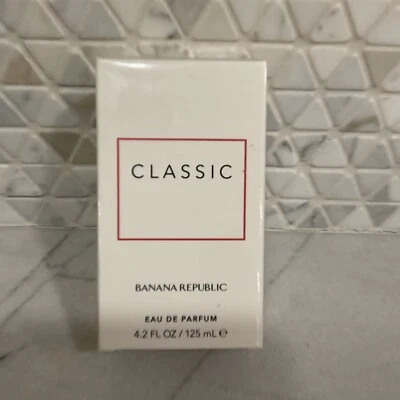 CLASSIC
BANANA REPUBLIC
EAU DE PARFUM
4.2 FL OZ / 125 mL ℮